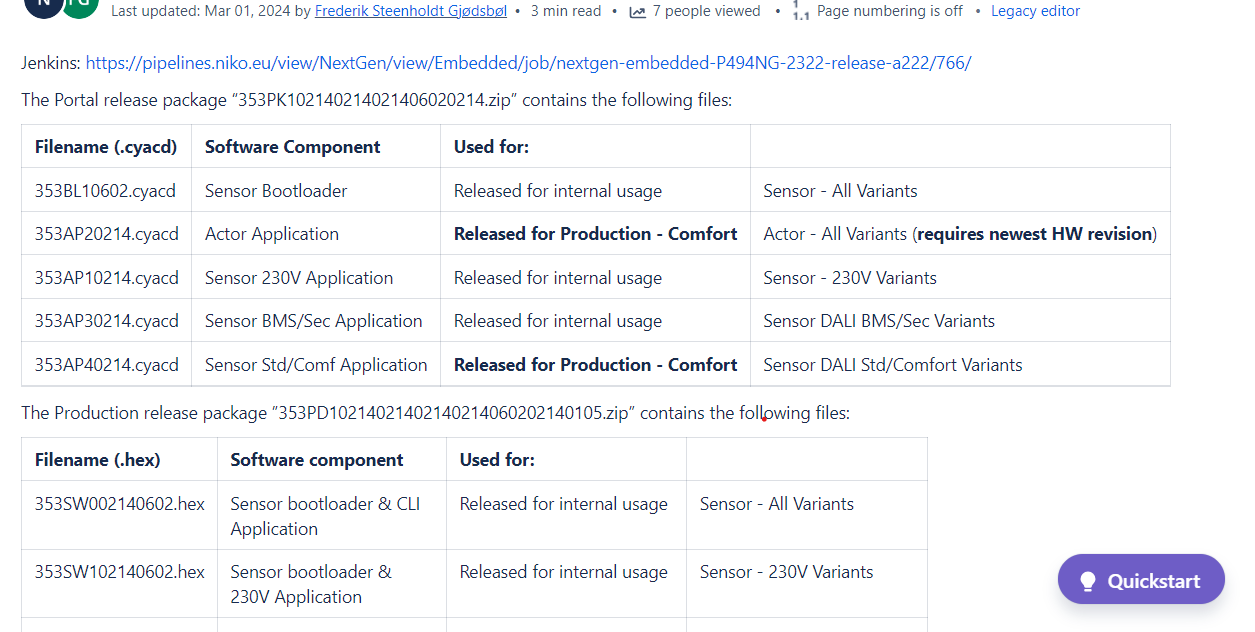 N TG
Last updated: Mar 01, 2024 by Frederik Steenholdt Gjødsbøl • 3 min read • 7 people viewed • 1. 1.1 Page numbering is off • Legacy editor
Jenkins: https://pipelines.niko.eu/view/NextGen/view/Embedded/job/nextgen-embedded-P494NG-2322-release-a222/766/
The Portal release package “353PK102140214021406020214.zip” contains the following files:
Filename (.cyacd) Software Component Used for:
353BL10602.cyacd Sensor Bootloader Released for internal usage Sensor - All Variants
353AP20214.cyacd Actor Application Released for Production - Comfort Actor - All Variants (requires newest HW revision)
353AP10214.cyacd Sensor 230V Application Released for internal usage Sensor - 230V Variants
353AP30214.cyacd Sensor BMS/Sec Application Released for internal usage Sensor DALI BMS/Sec Variants
353AP40214.cyacd Sensor Std/Comf Application Released for Production - Comfort Sensor DALI Std/Comfort Variants
The Production release package “353PD10214021402140214060202140105.zip” contains the following files:
Filename (.hex) Software component Used for:
353SW002140602.hex Sensor bootloader & CLI Released for internal usage Sensor - All Variants
Application
353SW102140602.hex Sensor bootloader & Released for internal usage Sensor - 230V Variants
230V Application
Quickstart